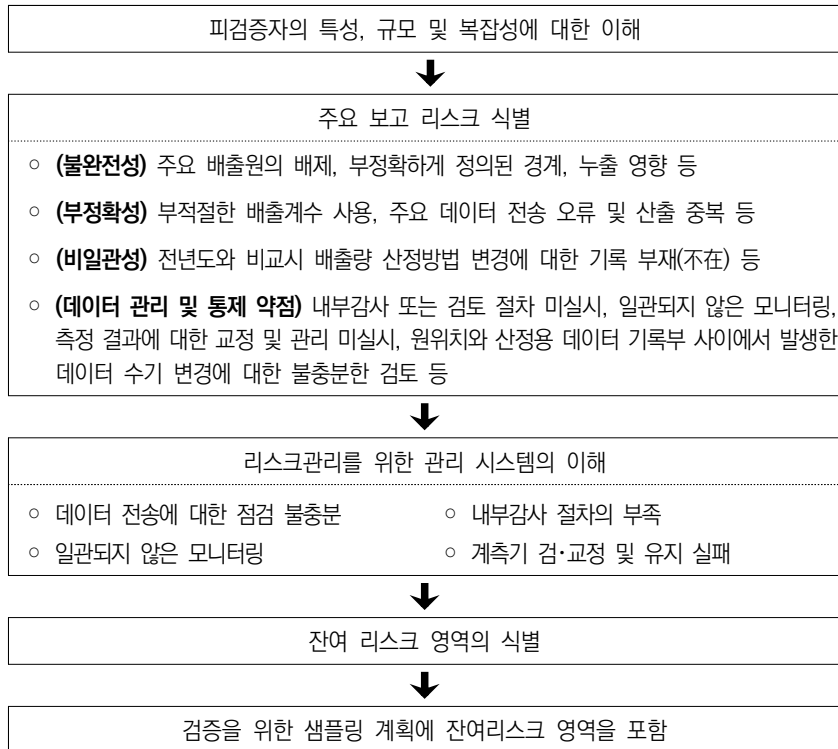 피검증자의 특성, 규모 및 복잡성에 대한 이해
주요 보고 리스크 식별
○ (불완전성) 주요 배출원의 배제, 부정확하게 정의된 경계, 누출 영향 등
○ (부정확성) 부적절한 배출계수 사용, 주요 데이터 전송 오류 및 산출 중복 등
○ (비일관성) 전년도와 비교시 배출량 산정방법 변경에 대한 기록 부재(不在) 등
○ (데이터 관리 및 통제 약점) 내부감사 또는 검토 절차 미실시, 일관되지 않은 모니터링,
측정 결과에 대한 교정 및 관리 미실시, 원위치와 산정용 데이터 기록부 사이에서 발생한
데이터 수기 변경에 대한 불충분한 검토 등
리스크관리를 위한 관리 시스템의 이해
○ 데이터 전송에 대한 점검 불충분 ○ 내부감사 절차의 부족
○ 일관되지 않은 모니터링 ○ 계측기 검·교정 및 유지 실패
잔여 리스크 영역의 식별
검증을 위한 샘플링 계획에 잔여리스크 영역을 포함